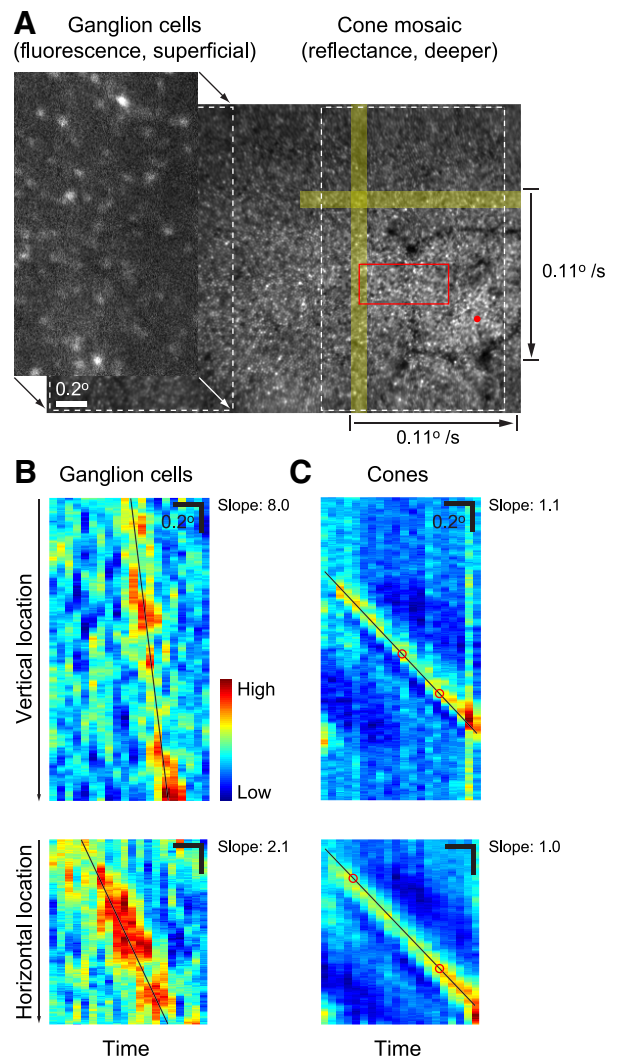 A
Ganglion cells
(fluorescence, superficial)
Cone mosaic
(reflectance, deeper)
0.11° /s
0.2°
0.11° /s
B
Ganglion cells
C
Cones
Slope: 8.0
0.2°
Slope: 1.1
0.2°
Vertical location
High
Low
Slope: 2.1
Slope: 1.0
Horizontal location
Time
Time